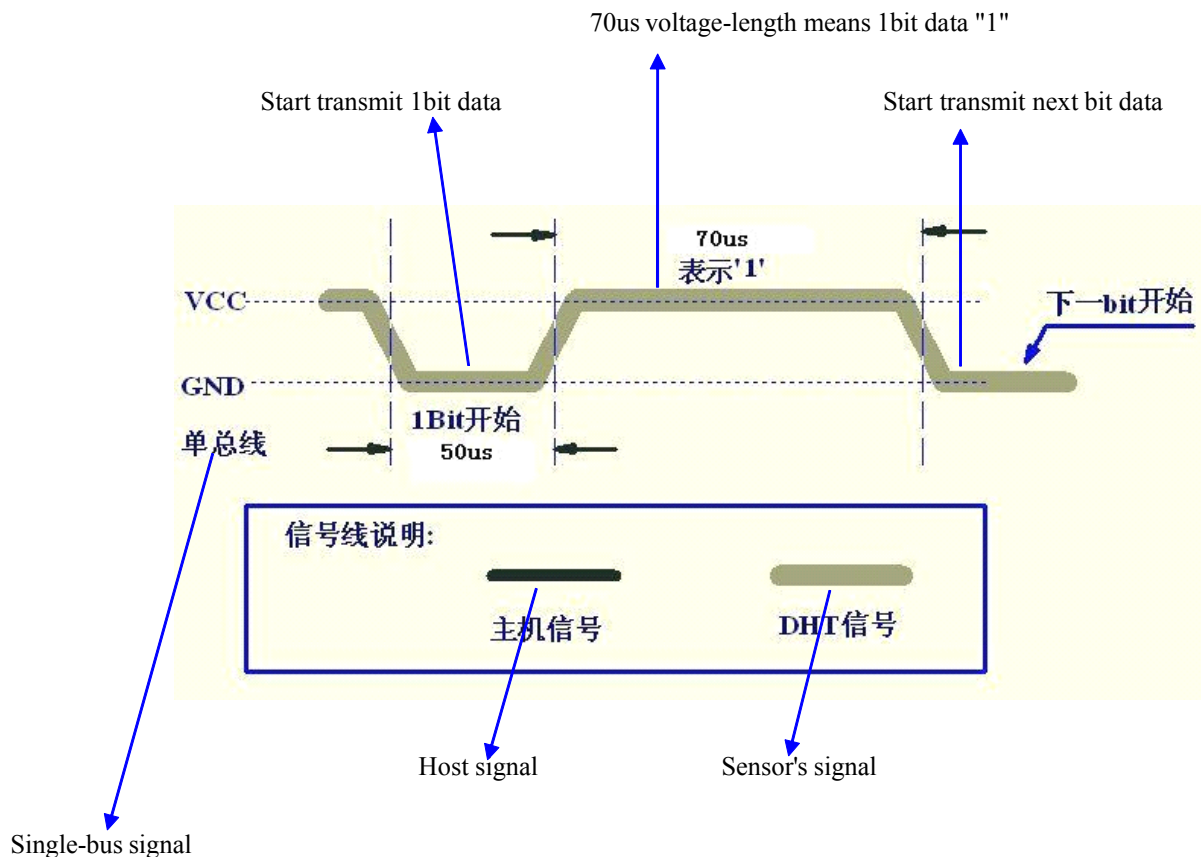 70us voltage-length means 1bit data "1"
Start transmit 1bit data
Start transmit next bit data
70us
表示'1'
VCC
下一bit开始
GND
1Bit开始
单总线
50us
信号线说明:
主机信号
DHT信号
Host signal
Sensor's signal
Single-bus signal